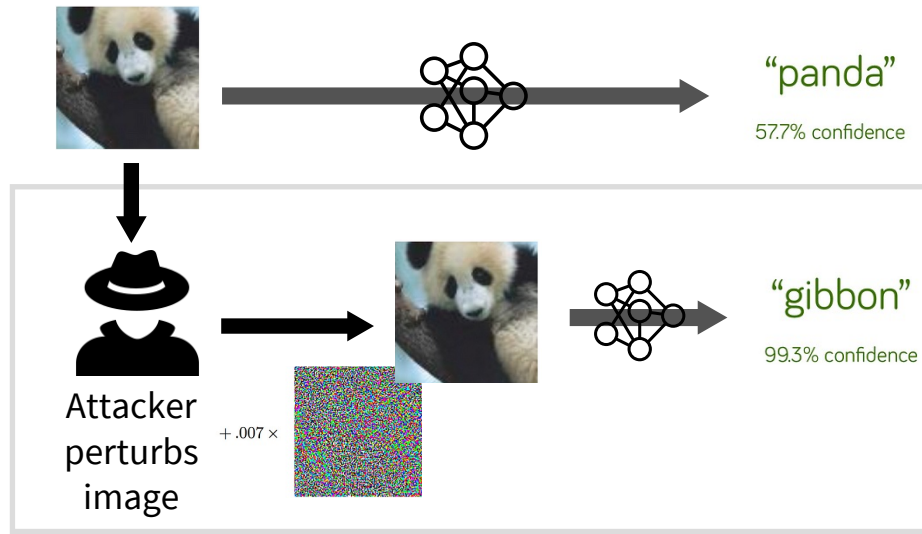 “panda”
57.7% confidence
“gibbon”
99.3% confidence
Attacker
perturbs
image
+ .007 ×